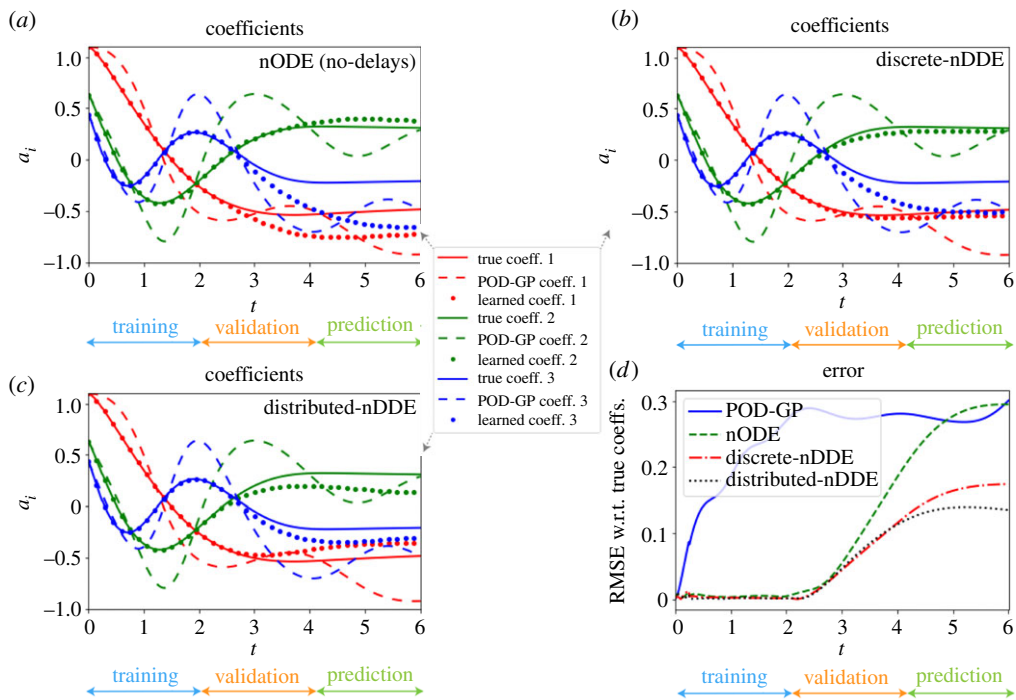 (a)
coefficients
nODE (no-delays)
1.0
0.5
0
−0.5
−1.0
a_i
0 1 2 3 4 5 6
t
training validation prediction
(b)
coefficients
discrete-nDDE
1.0
0.5
0
−0.5
−1.0
a_i
0 1 2 3 4 5 6
t
training validation prediction
true coeff. 1
POD-GP coeff. 1
learned coeff. 1
true coeff. 2
POD-GP coeff. 2
learned coeff. 2
true coeff. 3
POD-GP coeff. 3
learned coeff. 3
(c)
coefficients
distributed-nDDE
1.0
0.5
0
−0.5
−1.0
a_i
0 1 2 3 4 5 6
t
training validation prediction
(d)
error
POD-GP
nODE
discrete-nDDE
distributed-nDDE
0.3
0.2
0.1
0
RMSE w.r.t. true coeffs.
0 1 2 3 4 5 6
t
training validation prediction